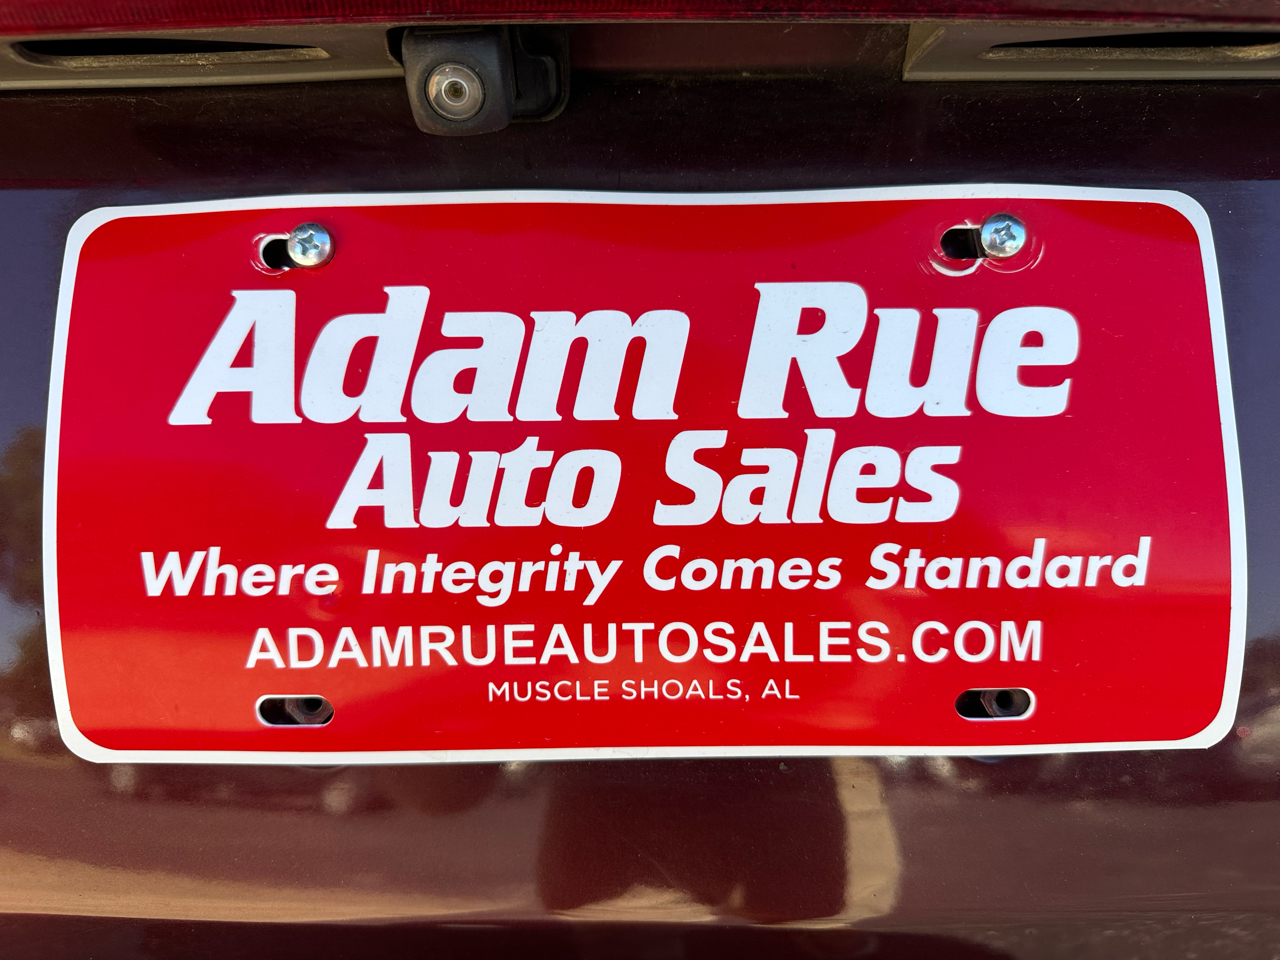 Adam Rue
Auto Sales
Where Integrity Comes Standard
ADAMRUEAUTOSALES.COM
MUSCLE SHOALS, AL